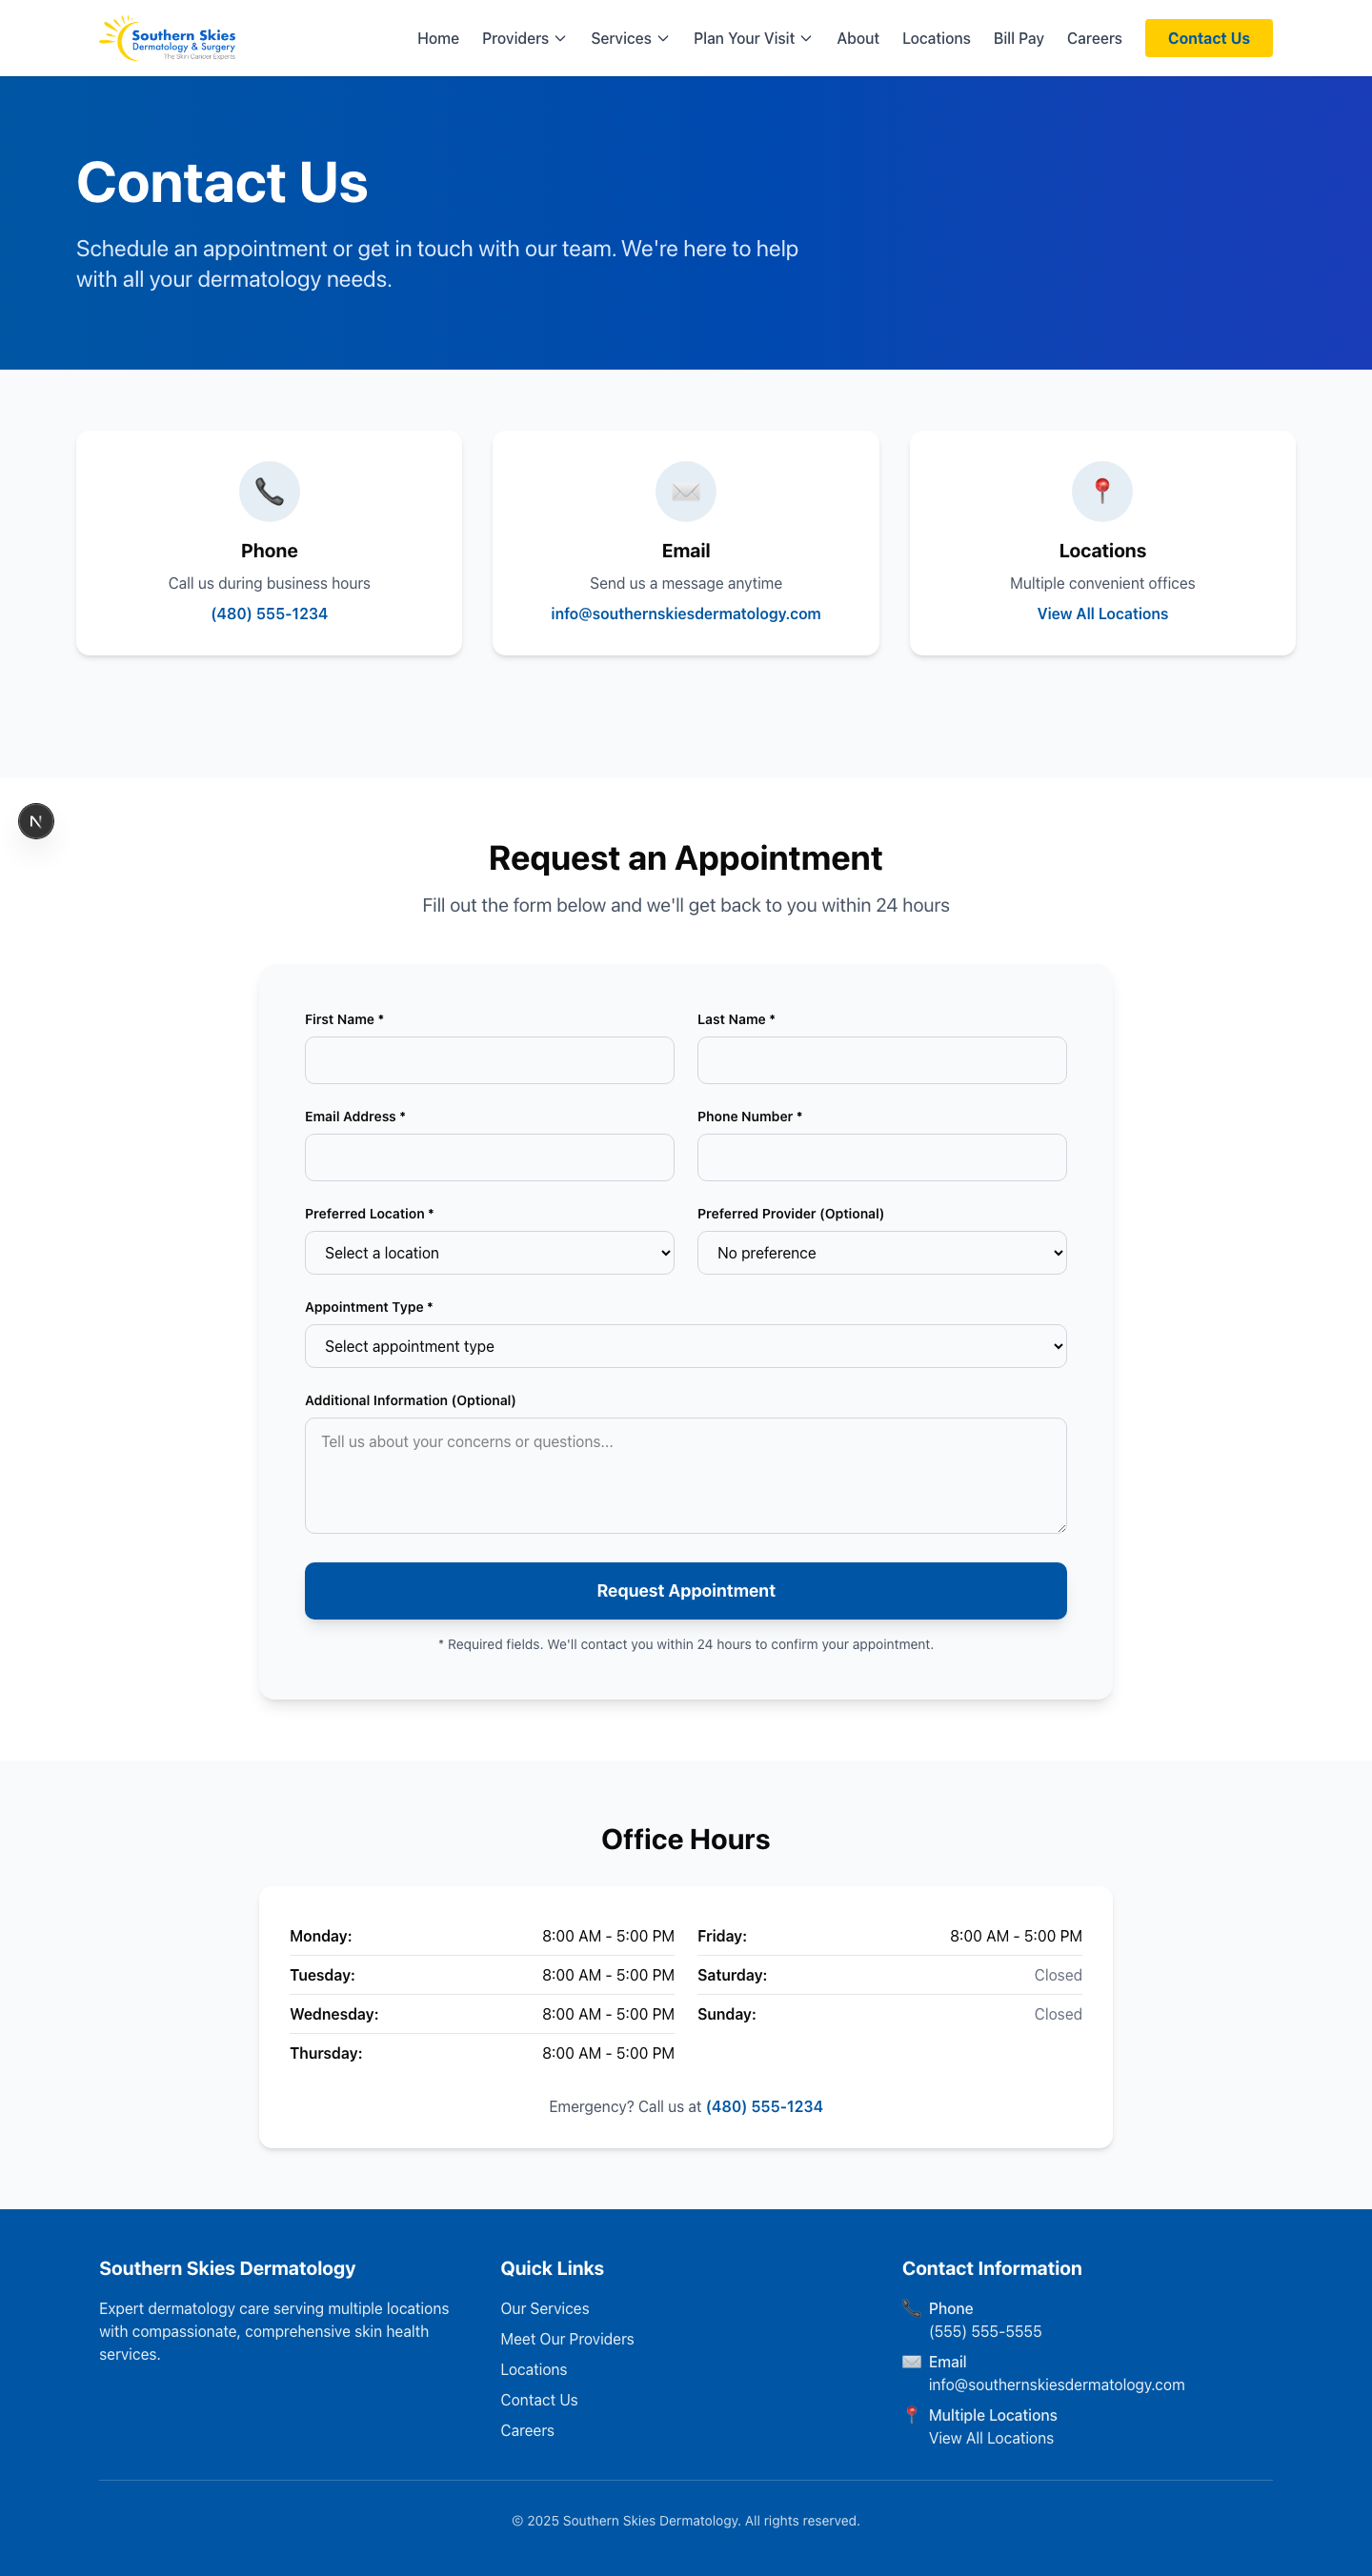 Southern Skies
Dermatology & Surgery
The Skin Cancer Experts
Home
Providers
Services
Plan Your Visit
About
Locations
Bill Pay
Careers
Contact Us
Contact Us
Schedule an appointment or get in touch with our team. We're here to help
with all your dermatology needs.
Phone
Call us during business hours
(480) 555-1234
Email
Send us a message anytime
info@southernskiesdermatology.com
Locations
Multiple convenient offices
View All Locations
N
Request an Appointment
Fill out the form below and we'll get back to you within 24 hours
First Name *
Last Name *
Email Address *
Phone Number *
Preferred Location *
Select a location
Preferred Provider (Optional)
No preference
Appointment Type *
Select appointment type
Additional Information (Optional)
Tell us about your concerns or questions...
Request Appointment
* Required fields. We'll contact you within 24 hours to confirm your appointment.
Office Hours
Monday: 8:00 AM - 5:00 PM
Tuesday: 8:00 AM - 5:00 PM
Wednesday: 8:00 AM - 5:00 PM
Thursday: 8:00 AM - 5:00 PM
Friday: 8:00 AM - 5:00 PM
Saturday: Closed
Sunday: Closed
Emergency? Call us at (480) 555-1234
Southern Skies Dermatology
Expert dermatology care serving multiple locations
with compassionate, comprehensive skin health
services.
Quick Links
Our Services
Meet Our Providers
Locations
Contact Us
Careers
Contact Information
Phone
(555) 555-5555
Email
info@southernskiesdermatology.com
Multiple Locations
View All Locations
© 2025 Southern Skies Dermatology. All rights reserved.